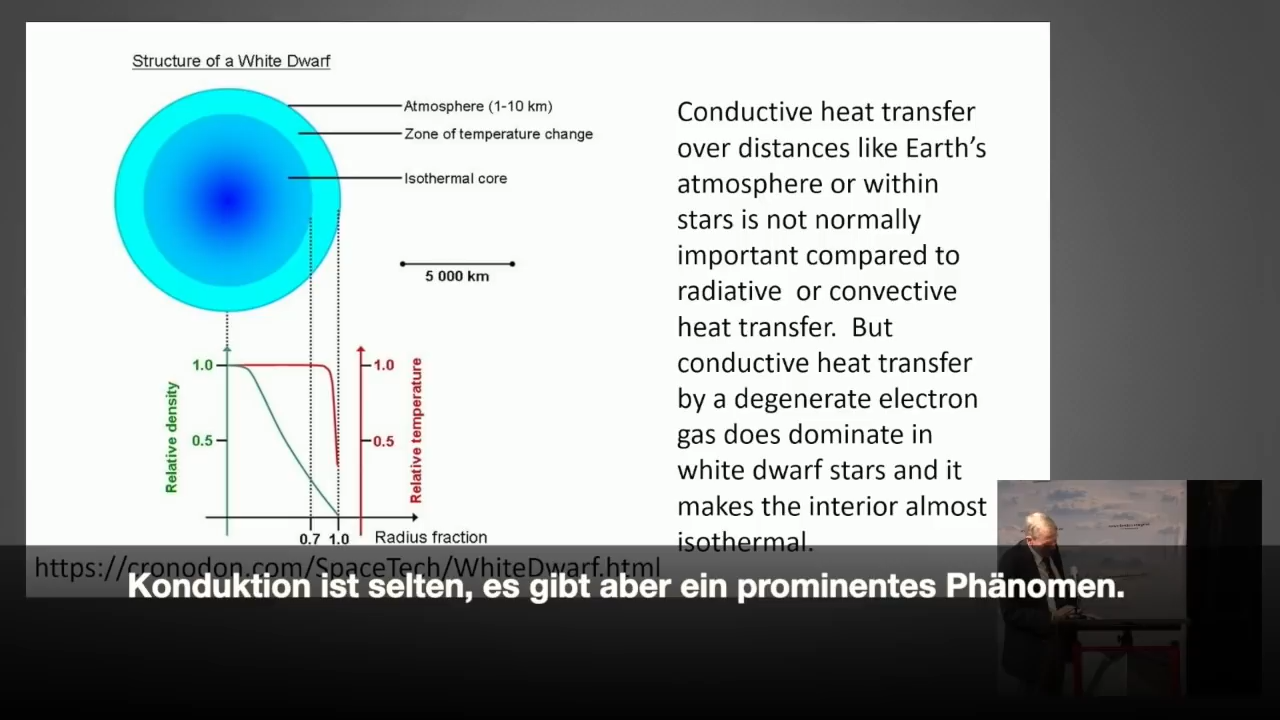 Structure of a White Dwarf
Atmosphere (1-10 km)
Zone of temperature change
Isothermal core
5 000 km
1.0
0.5
Relative density
1.0
0.5
Relative temperature
0.7 1.0
Radius fraction
https://cronodon.com/SpaceTech/WhiteDwarf.html
Conductive heat transfer
over distances like Earth’s
atmosphere or within
stars is not normally
important compared to
radiative or convective
heat transfer. But
conductive heat transfer
by a degenerate electron
gas does dominate in
white dwarf stars and it
makes the interior almost
isothermal.
Konduktion ist selten, es gibt aber ein prominentes Phänomen.